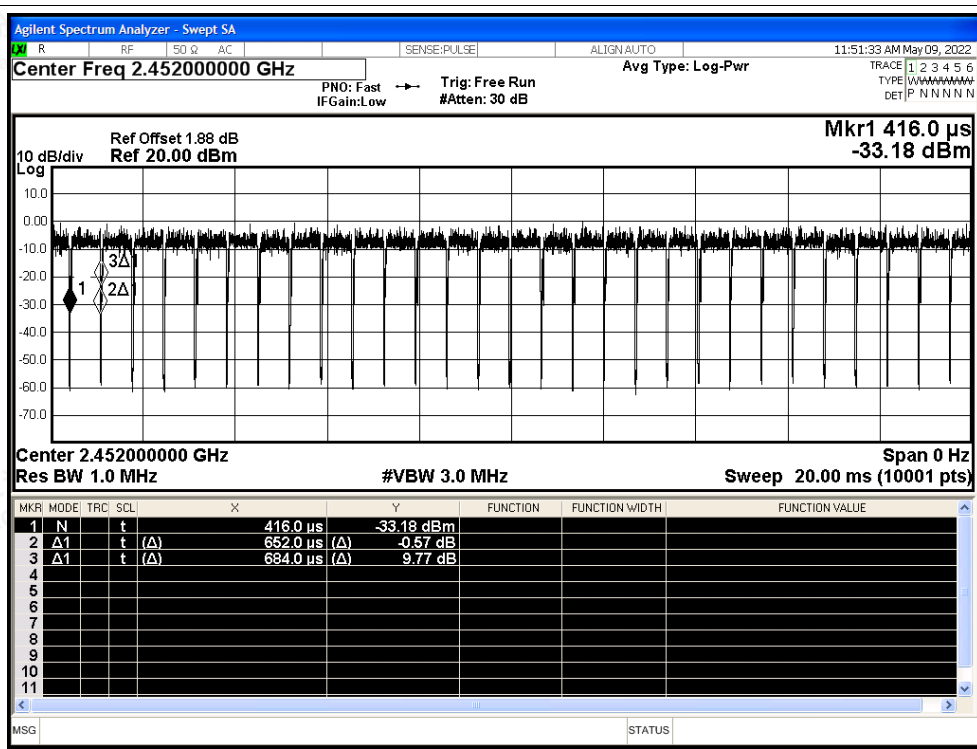 Agilent Spectrum Analyzer - Swept SA
LXI R RF 50 Ω AC SENSE:PULSE ALIGN AUTO 11:51:33 AM May 09, 2022
Center Freq 2.452000000 GHz
Avg Type: Log-Pwr
TRACE 1 2 3 4 5 6
PNO: Fast Trig: Free Run
TYPE WWWWWW
IFGain:Low #Atten: 30 dB
DET P N N N N N
Mkr1 416.0 µs
-33.18 dBm
Ref Offset 1.88 dB
10 dB/div Ref 20.00 dBm
Log
10.0
0.00
-10.0
3Δ1
-20.0
1 2Δ1
-30.0
-40.0
-50.0
-60.0
-70.0
Center 2.452000000 GHz Span 0 Hz
Res BW 1.0 MHz #VBW 3.0 MHz Sweep 20.00 ms (10001 pts)
MKR MODE TRC SCL X Y FUNCTION FUNCTION WIDTH FUNCTION VALUE
1 N t 416.0 µs -33.18 dBm
2 Δ1 t (Δ) 652.0 µs (Δ) -0.57 dB
3 Δ1 t (Δ) 684.0 µs (Δ) 9.77 dB
4
5
6
7
8
9
10
11
MSG STATUS